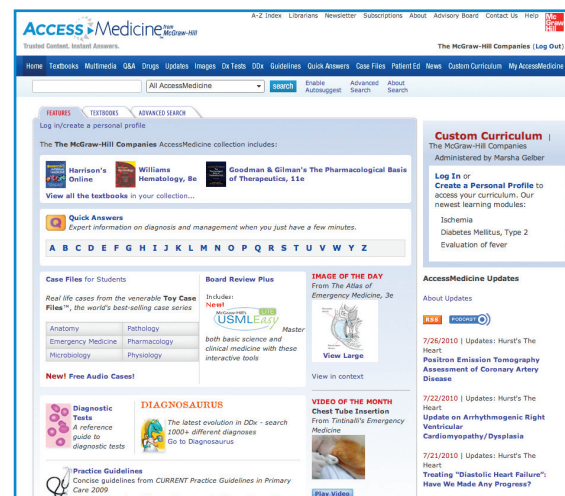 A-Z Index Librarians Newsletter Subscriptions About Advisory Board Contact Us Help
Mc
Graw
Hill
ACCESS Medicine from McGraw-Hill
Trusted Content. Instant Answers.
The McGraw-Hill Companies (Log Out)
Home Textbooks Multimedia Q&A Drugs Updates Images Dx Tests DDx Guidelines Quick Answers Case Files Patient Ed News Custom Curriculum My AccessMedicine
All AccessMedicine
search
Enable Autosuggest
Advanced Search
About Search
FEATURES TEXTBOOKS ADVANCED SEARCH
Log in/create a personal profile
The The McGraw-Hill Companies AccessMedicine collection includes:
Harrison's
Online
Williams
Hematology, 8e
Goodman & Gilman's The Pharmacological Basis
of Therapeutics, 11e
View all the textbooks in your collection...
Quick Answers
Expert information on diagnosis and management when you just have a few minutes.
A B C D E F G H I J K L M N O P Q R S T U V W Y Z
Case Files for Students
Real life cases from the venerable Toy Case
Files™, the world's best-selling case series
Anatomy Pathology
Emergency Medicine Pharmacology
Microbiology Physiology
New! Free Audio Cases!
Board Review Plus
Includes:
New!
McGraw-Hill's
USMLEasy LITE
Master
both basic science and
clinical medicine with these
interactive tools
IMAGE OF THE DAY
From The Atlas of
Emergency Medicine, 3e
View Large
View in context
Diagnostic
Tests
A reference
guide to
diagnostic tests
DIAGNOSAURUS
The latest evolution in DDx - search
1000+ different diagnoses
Go to Diagnosaurus
VIDEO OF THE MONTH
Chest Tube Insertion
From Tintinalli's Emergency
Medicine
Play Video
Practice Guidelines
Concise guidelines from CURRENT Practice Guidelines in Primary
Care 2009
Custom Curriculum |
The McGraw-Hill Companies
Administered by Marsha Gelber
Log In or
Create a Personal Profile to
access your curriculum. Our
newest learning modules:
Ischemia
Diabetes Mellitus, Type 2
Evaluation of fever
AccessMedicine Updates
About Updates
RSS PODCAST
7/26/2010 | Updates: Hurst's The
Heart
Positron Emission Tomography
Assessment of Coronary Artery
Disease
7/22/2010 | Updates: Hurst's The
Heart
Update on Arrhythmogenic Right
Ventricular
Cardiomyopathy/Dysplasia
7/21/2010 | Updates: Hurst's The
Heart
Treating "Diastolic Heart Failure":
Have We Made Any Progress?